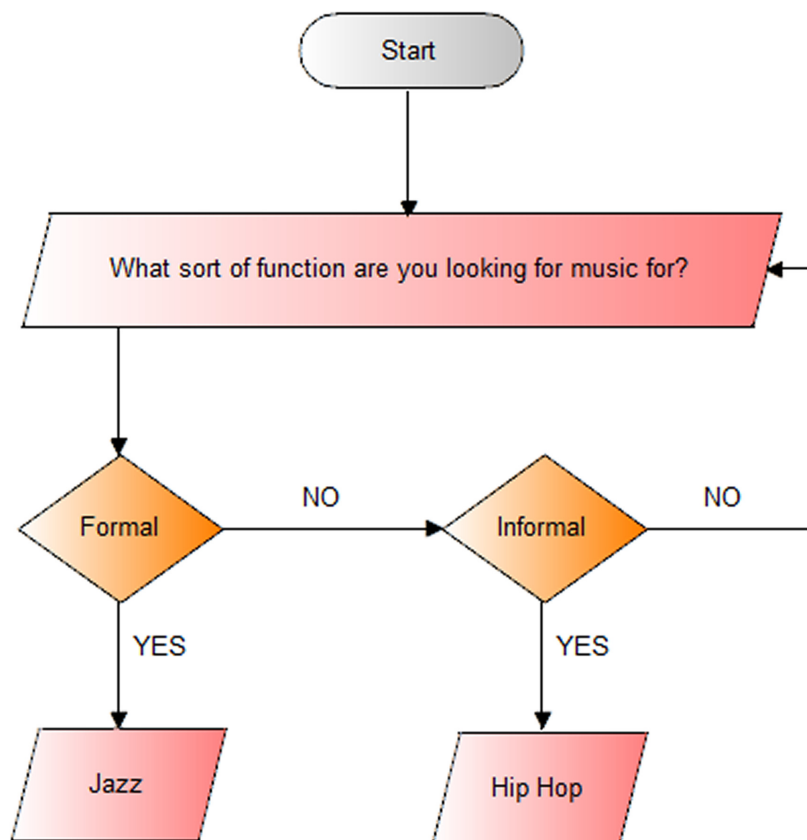 Start
What sort of function are you looking for music for?
Formal
NO
Informal
NO
YES
YES
Jazz
Hip Hop